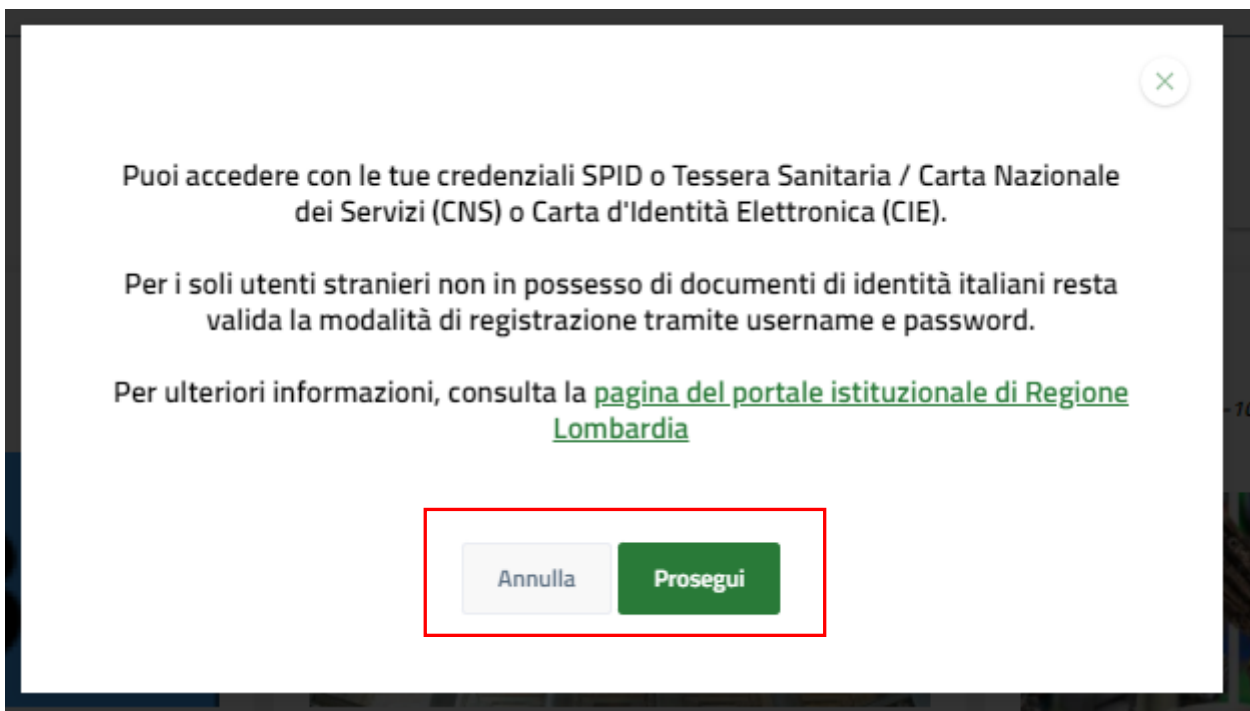 Puoi accedere con le tue credenziali SPID o Tessera Sanitaria / Carta Nazionale
dei Servizi (CNS) o Carta d'Identità Elettronica (CIE).
Per i soli utenti stranieri non in possesso di documenti di identità italiani resta
valida la modalità di registrazione tramite username e password.
Per ulteriori informazioni, consulta la pagina del portale istituzionale di Regione
Lombardia
Annulla Prosegui